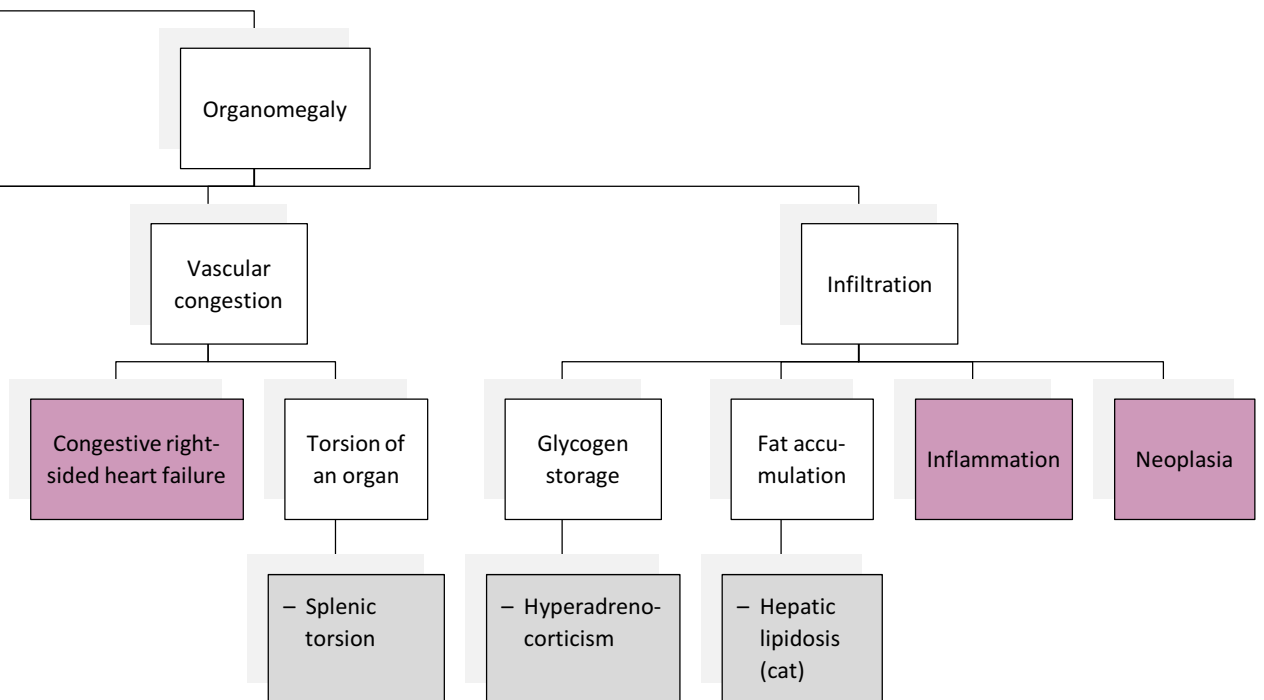 Organomegaly
Vascular
congestion
Infiltration
Congestive right-
sided heart failure
Torsion of
an organ
Glycogen
storage
Fat accu-
mulation
Inflammation
Neoplasia
– Splenic
torsion
– Hyperadreno-
corticism
– Hepatic
lipidosis
(cat)